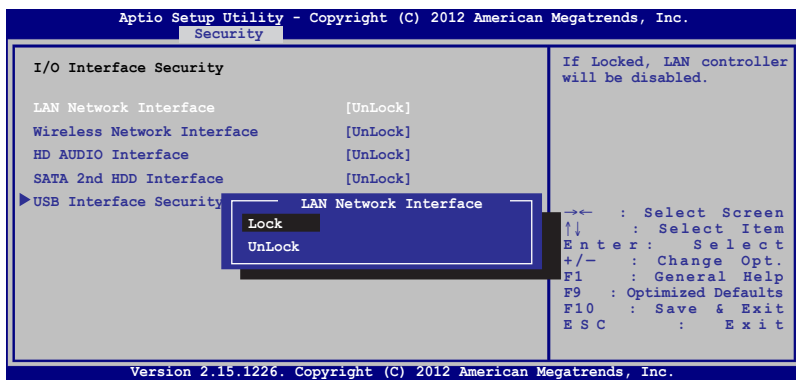 Aptio Setup Utility - Copyright (C) 2012 American Megatrends, Inc.
Security
I/O Interface Security
LAN Network Interface [UnLock]
Wireless Network Interface [UnLock]
HD AUDIO Interface [UnLock]
SATA 2nd HDD Interface [UnLock]
USB Interface Security
LAN Network Interface
Lock
UnLock
If Locked, LAN controller
will be disabled.
→← : Select Screen
↑↓ : Select Item
Enter: Select
+/— : Change Opt.
F1 : General Help
F9 : Optimized Defaults
F10 : Save & Exit
ESC : Exit
Version 2.15.1226. Copyright (C) 2012 American Megatrends, Inc.